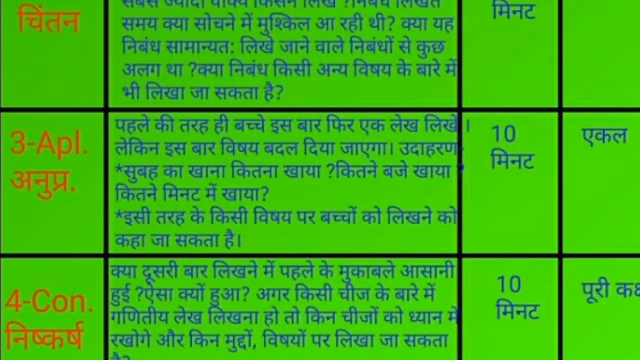 चिंतन
सबसे ज्यादा वाक्य किसने लिखे ?निबंध लिखते
समय क्या सोचने में मुश्किल आ रही थी? क्या यह
निबंध सामान्यत: लिखे जाने वाले निबंधों से कुछ
अलग था ?क्या निबंध किसी अन्य विषय के बारे में
भी लिखा जा सकता है?
मिनट
3-Apl.
अनुप्र.
पहले की तरह ही बच्चे इस बार फिर एक लेख लिखें ।
लेकिन इस बार विषय बदल दिया जाएगा। उदाहरण-
*सुबह का खाना कितना खाया ?कितने बजे खाया ?
कितने मिनट में खाया?
*इसी तरह के किसी विषय पर बच्चों को लिखने को
कहा जा सकता है।
10
मिनट
एकल
4-Con.
निष्कर्ष
क्या दूसरी बार लिखने में पहले के मुकाबले आसानी
हुई ?ऐसा क्यों हुआ? अगर किसी चीज के बारे में
गणितीय लेख लिखना हो तो किन चीजों को ध्यान में
रखोगे और किन मुद्दों, विषयों पर लिखा जा सकता
है?
10
मिनट
पूरी